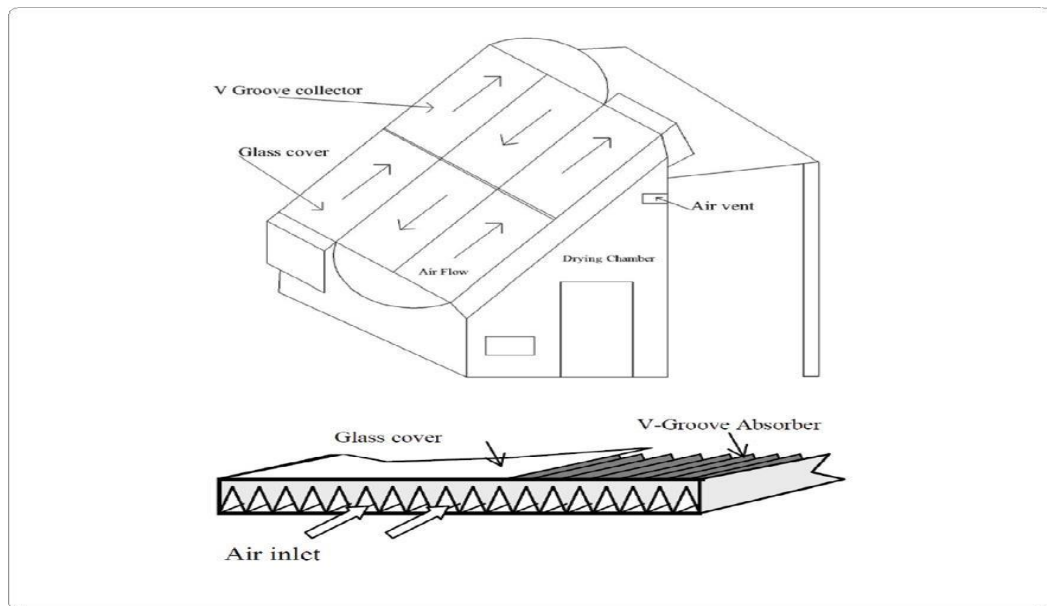 V Groove collector
Glass cover
Air vent
Drying Chamber
Air Flow
V-Groove Absorber
Glass cover
Air inlet